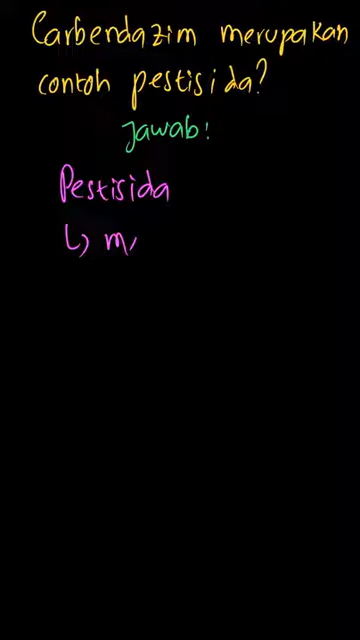 Carbendazim merupakan
contoh pestisida?
Jawab:
Pestisida
↳ m